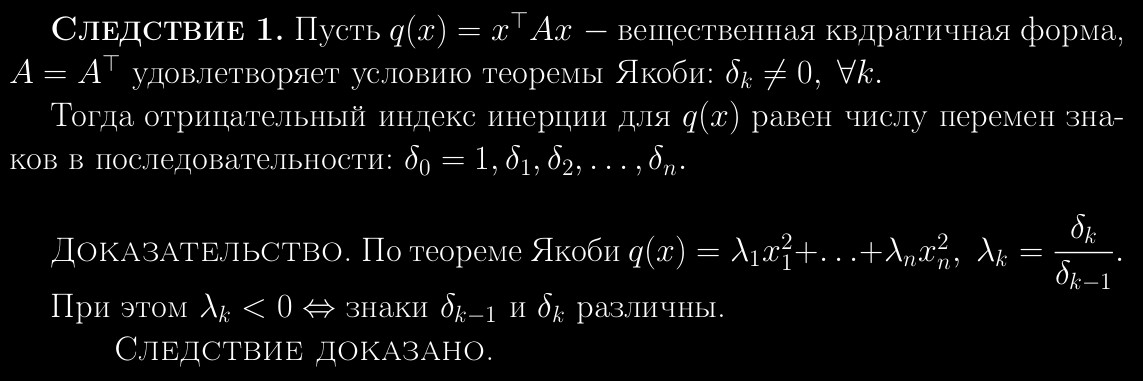 Следствие 1. Пусть q(x) = x^⊤Ax − вещественная квдратичная форма,
A = A^⊤ удовлетворяет условию теоремы Якоби: δ_k ≠ 0, ∀k.
Тогда отрицательный индекс инерции для q(x) равен числу перемен зна-
ков в последовательности: δ_0 = 1, δ_1, δ_2, . . . , δ_n.
Доказательство. По теореме Якоби q(x) = λ_1x_1^2+. . .+λ_nx_n^2, λ_k = δ_k/δ_{k−1}.
При этом λ_k < 0 ⇔ знаки δ_{k−1} и δ_k различны.
Следствие доказано.